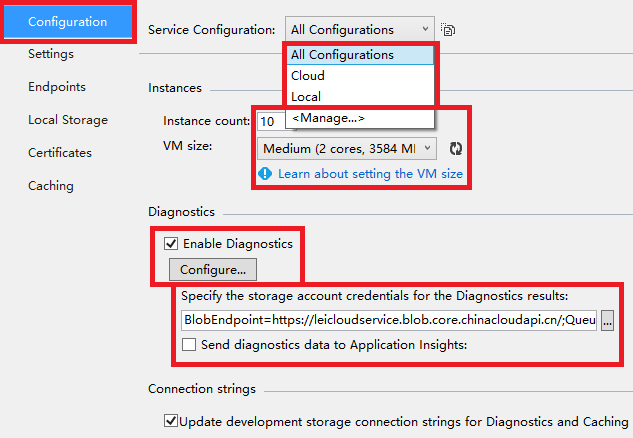 Configuration
Settings
Endpoints
Local Storage
Certificates
Caching
Service Configuration: All Configurations
All Configurations
Cloud
Local
<Manage...>
Instances
Instance count: 10
VM size: Medium (2 cores, 3584 MI
Learn about setting the VM size
Diagnostics
Enable Diagnostics
Configure...
Specify the storage account credentials for the Diagnostics results:
BlobEndpoint=https://leicloudservice.blob.core.chinacloudapi.cn/;Queu ...
Send diagnostics data to Application Insights:
Connection strings
Update development storage connection strings for Diagnostics and Caching